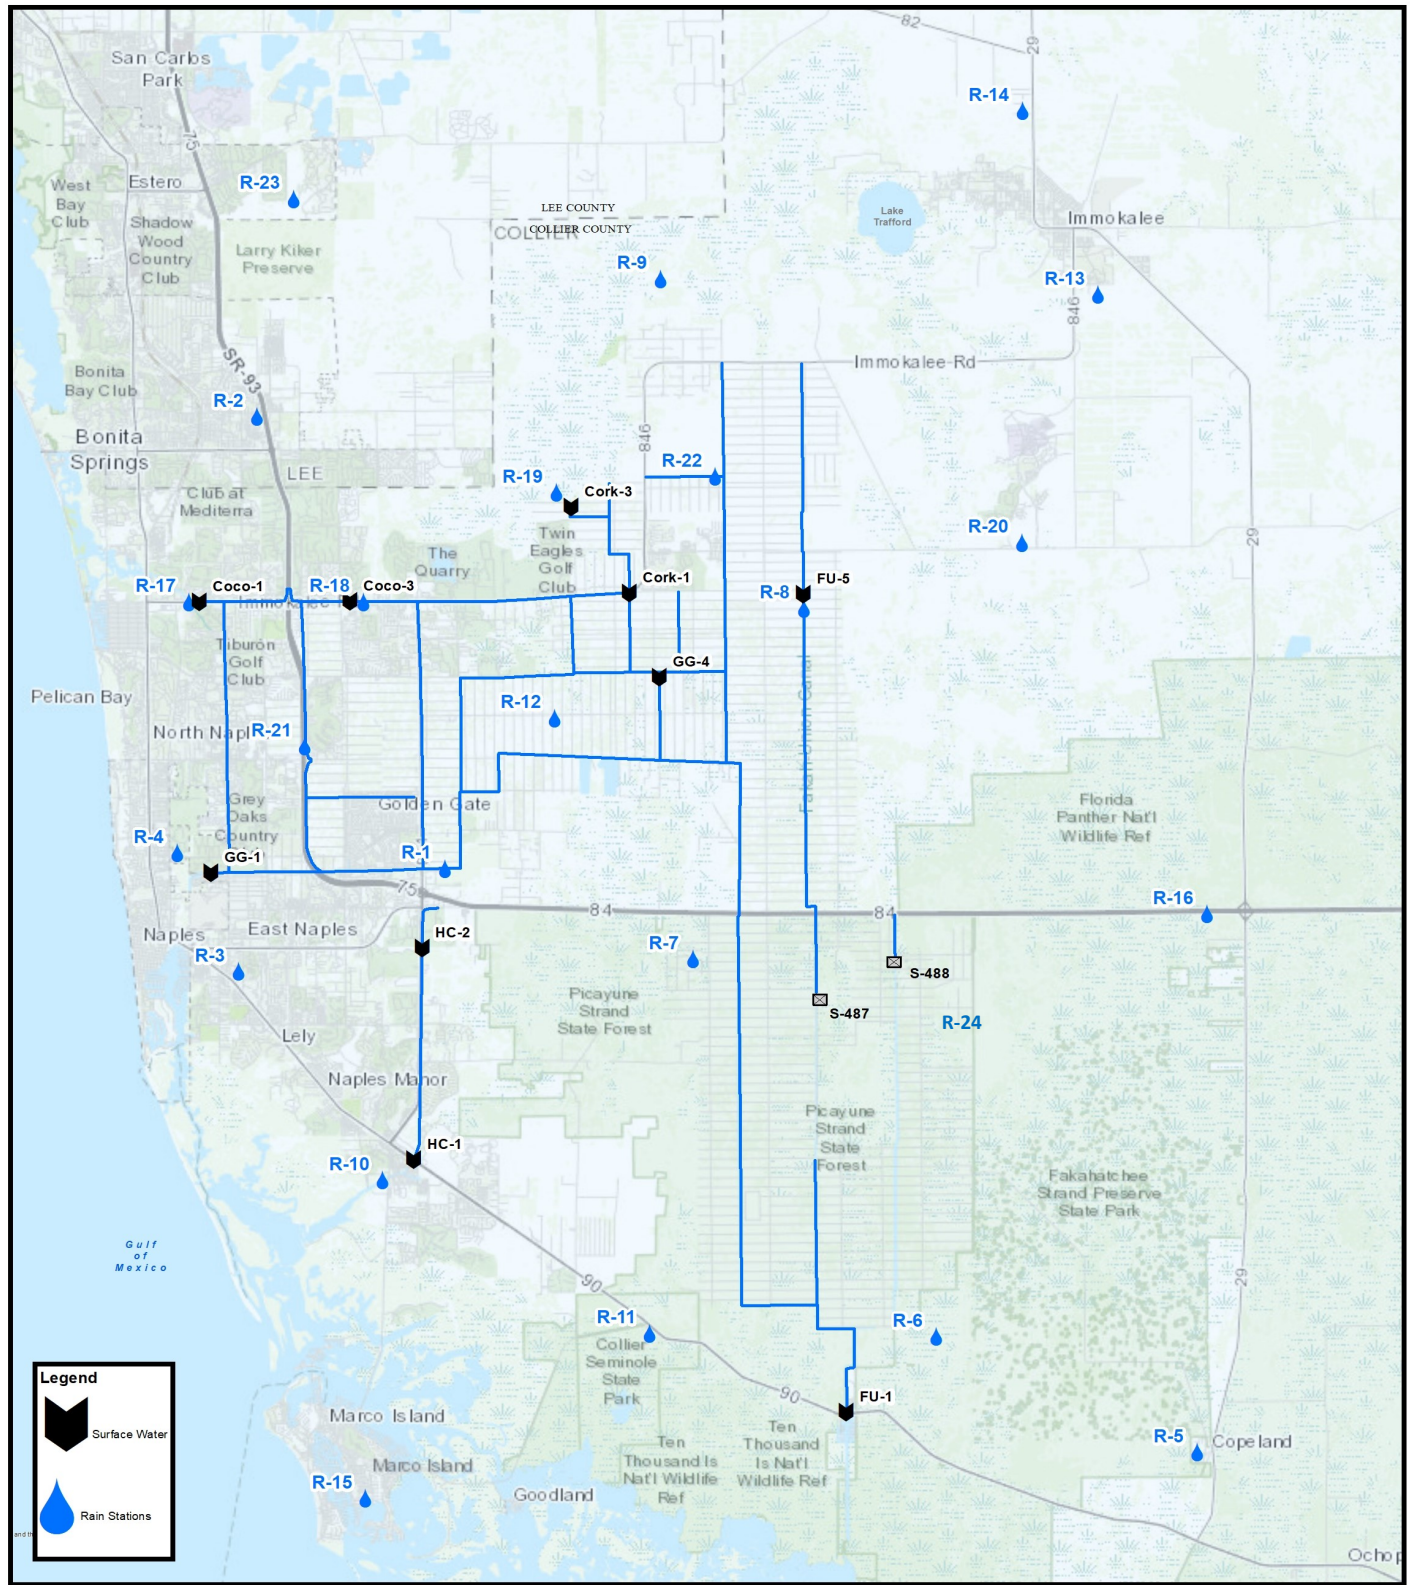 82
29
San Carlos
Park
R-14
75
West
Bay
Club
Estero
R-23
LEE COUNTY
COLLIER
COLLIER COUNTY
Lake
Trafford
Immokalee
Shadow
Wood
Country
Club
Larry Kiker
Preserve
R-9
R-13
846
SR-93
Immokalee Rd
Bonita
Bay Club
R-2
Bonita
Springs
846
LEE
R-22
R-19
Cork-3
Club at
Mediterra
R-20
29
Twin
Eagles
Golf
Club
The
Quarry
R-17
Coco-1
R-18
Coco-3
Cork-1
FU-5
R-8
Tiburón
Golf
Club
GG-4
Pelican Bay
R-12
North Napl
R-21
Faka Union Canal
Grey
Oaks
Country
Golden Gate
Florida
Panther Nat'l
Wildlife Ref
R-4
GG-1
R-1
75
84
84
R-16
Naples
East Naples
HC-2
R-3
R-7
S-488
Picayune
Strand
State Forest
S-487
R-24
Lely
Naples Manor
Picayune
Strand
State
Forest
HC-1
R-10
Fakahatchee
Strand Preserve
State Park
Gulf
of
Mexico
90
29
R-11
R-6
Collier
Seminole
State
Park
90
FU-1
Legend
Surface Water
Rain Stations
Marco Island
Marco Island
R-15
Goodland
Ten
Thousand Is
Nat'l Wildlife
Ref
Ten
Thousand
Is Nat'l
Wildlife Ref
R-5
Copeland
and th
Ochop